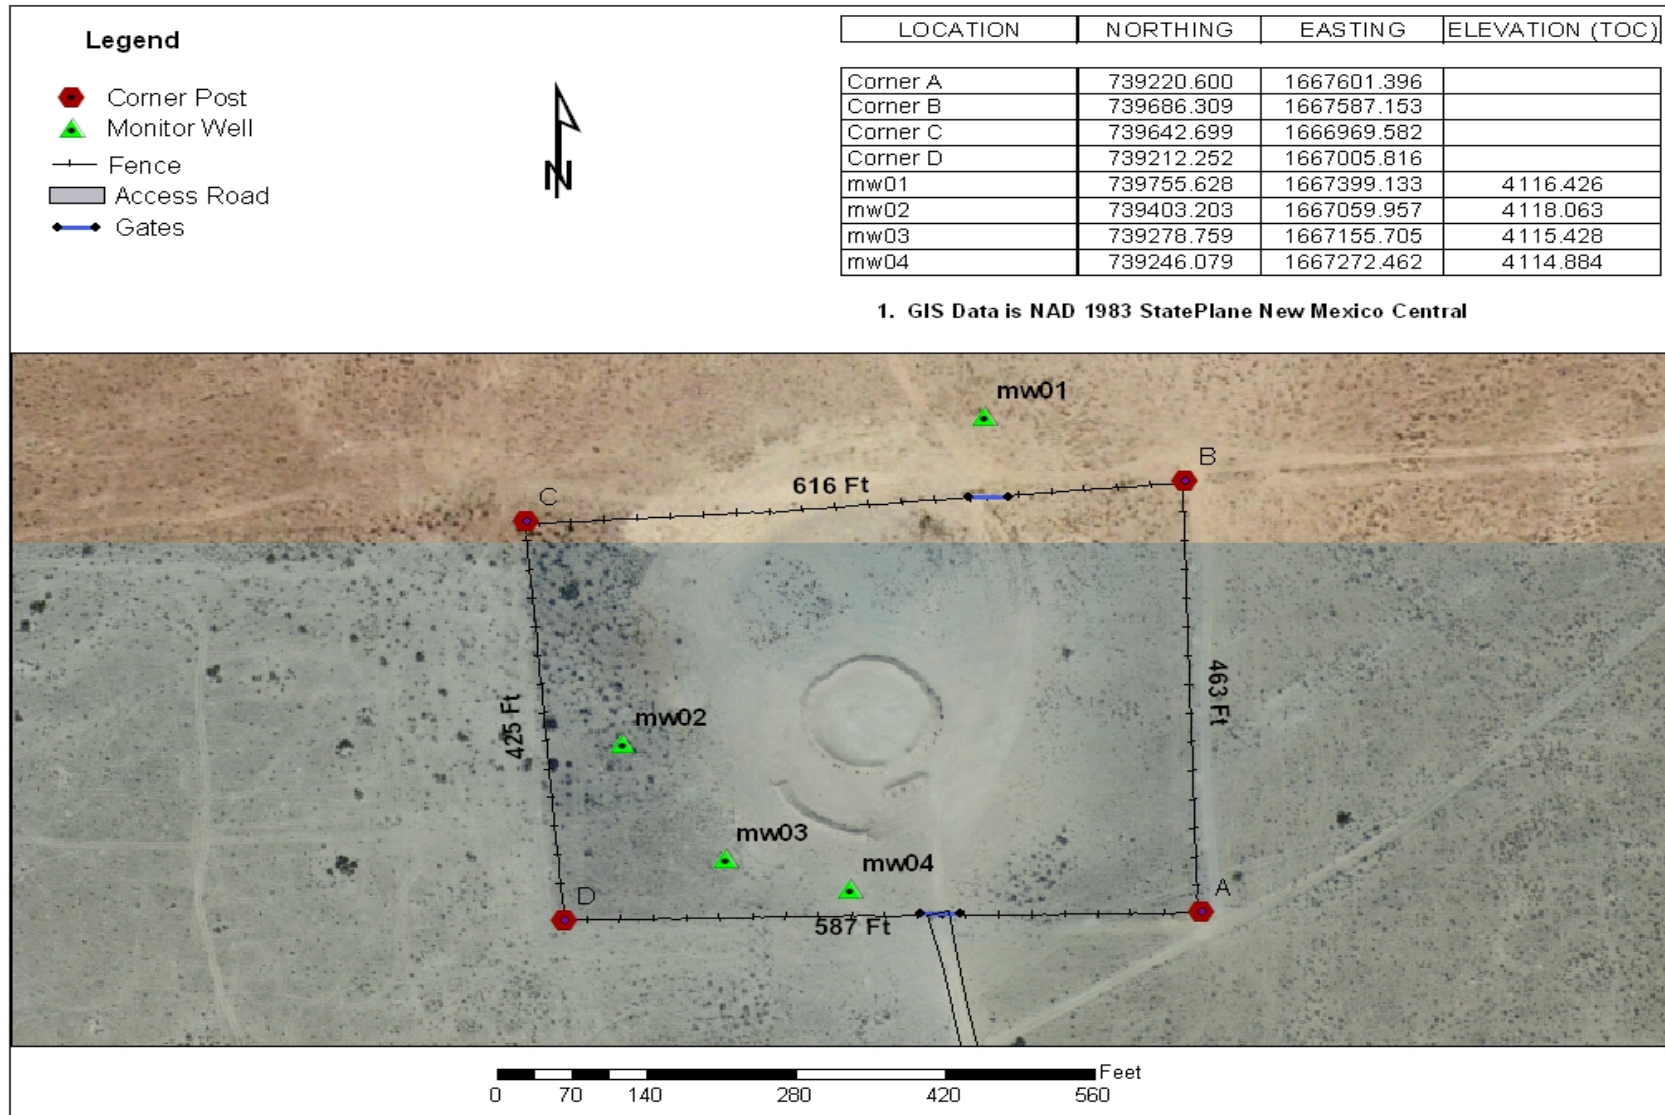 Legend
Corner Post
Monitor Well
Fence
Access Road
Gates
N
LOCATION NORTHING EASTING ELEVATION (TOC)
Corner A 739220.600 1667601.396
Corner B 739686.309 1667587.153
Corner C 739642.699 1666969.582
Corner D 739212.252 1667005.816
mw01 739755.628 1667399.133 4116.426
mw02 739403.203 1667059.957 4118.063
mw03 739278.759 1667155.705 4115.428
mw04 739246.079 1667272.462 4114.884
1. GIS Data is NAD 1983 StatePlane New Mexico Central
mw01
B
616 Ft
C
463 Ft
425 Ft
mw02
mw03
mw04
A
D
587 Ft
Feet
0 70 140 280 420 560